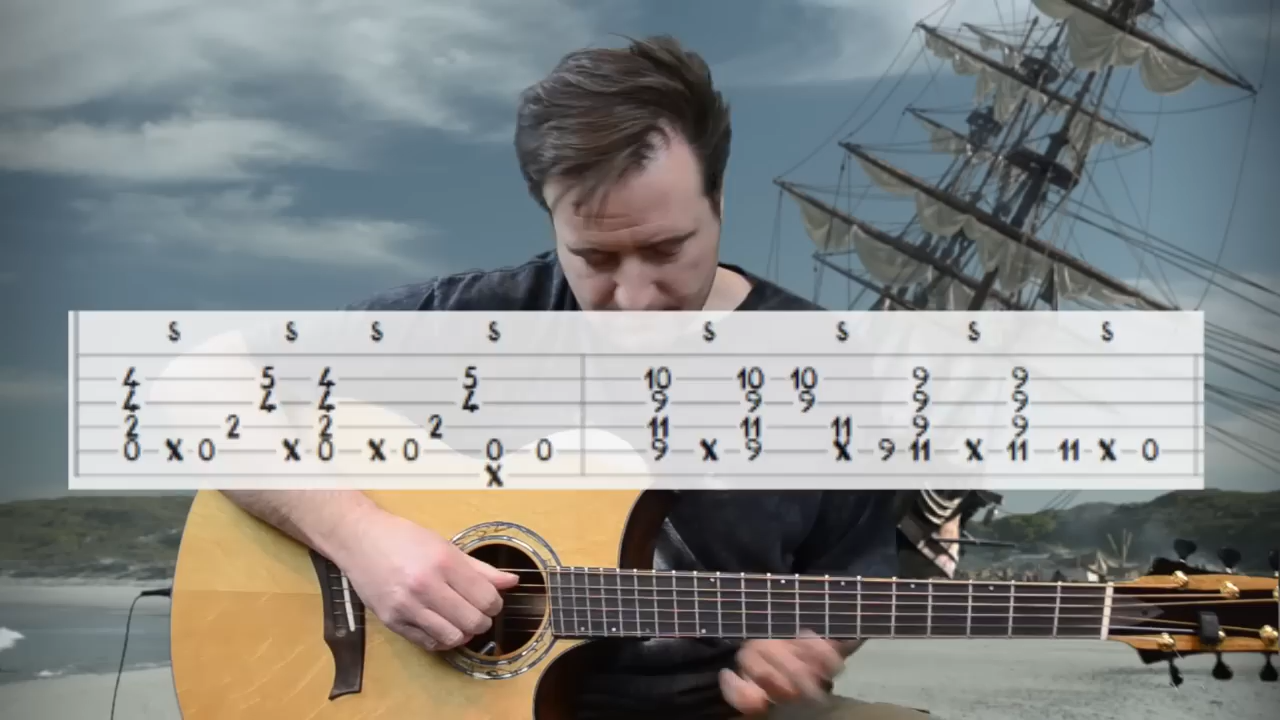 S S S S S S S S
4 5 4 5 10 10 10 9 9
4 4 4 4 9 9 9 9 9
2 2 2 2 11 11 11 9 9
0 X 0 X 0 X 0 0 0 9 X 9 X 9 11 X 11 11 X 0
X